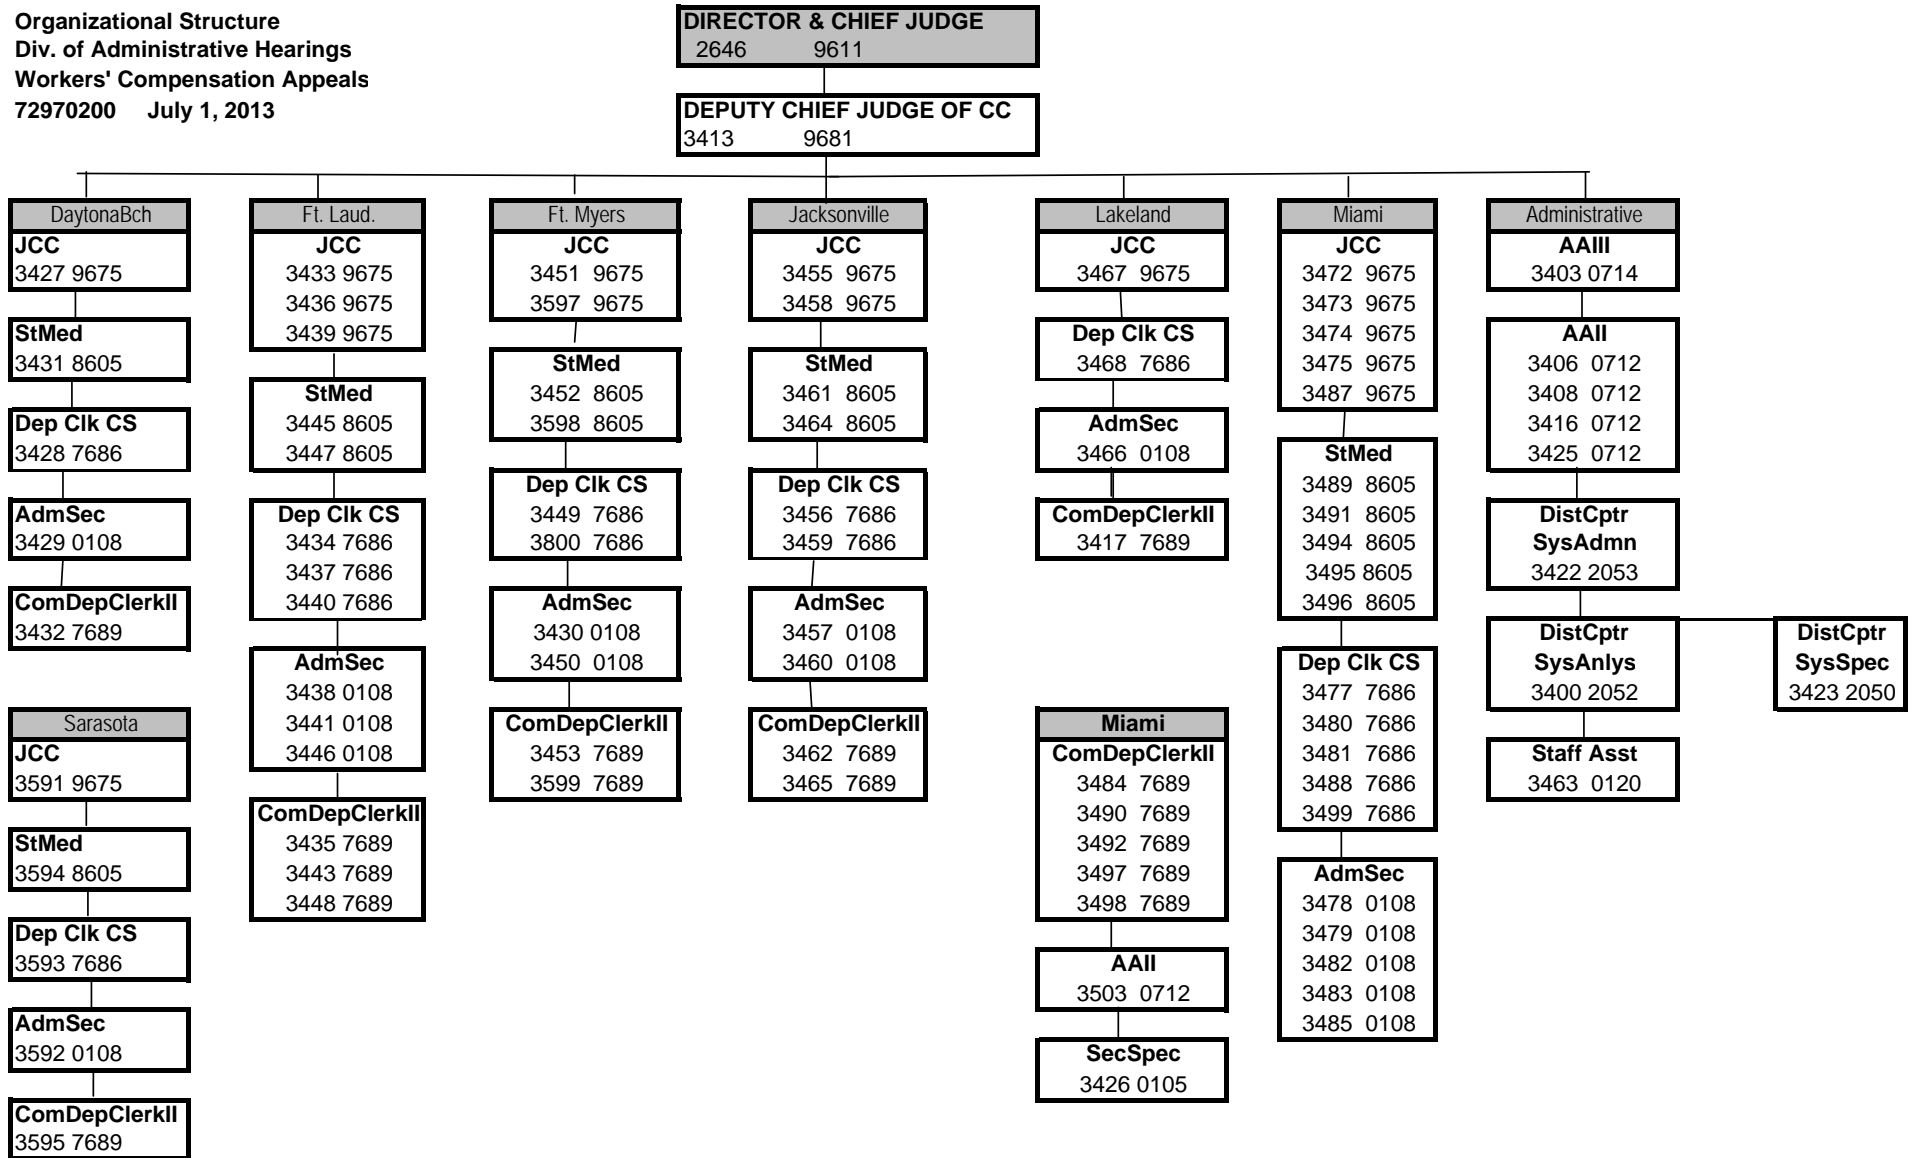 Organizational Structure
Div. of Administrative Hearings
Workers' Compensation Appeals
72970200 July 1, 2013
DIRECTOR & CHIEF JUDGE
2646 9611
DEPUTY CHIEF JUDGE OF CC
3413 9681
DaytonaBch
JCC
3427 9675
StMed
3431 8605
Dep Clk CS
3428 7686
AdmSec
3429 0108
ComDepClerkII
3432 7689
Sarasota
JCC
3591 9675
StMed
3594 8605
Dep Clk CS
3593 7686
AdmSec
3592 0108
ComDepClerkII
3595 7689
Ft. Laud.
JCC
3433 9675
3436 9675
3439 9675
StMed
3445 8605
3447 8605
Dep Clk CS
3434 7686
3437 7686
3440 7686
AdmSec
3438 0108
3441 0108
3446 0108
ComDepClerkII
3435 7689
3443 7689
3448 7689
Ft. Myers
JCC
3451 9675
3597 9675
StMed
3452 8605
3598 8605
Dep Clk CS
3449 7686
3800 7686
AdmSec
3430 0108
3450 0108
ComDepClerkII
3453 7689
3599 7689
Jacksonville
JCC
3455 9675
3458 9675
StMed
3461 8605
3464 8605
Dep Clk CS
3456 7686
3459 7686
AdmSec
3457 0108
3460 0108
ComDepClerkII
3462 7689
3465 7689
Lakeland
JCC
3467 9675
Dep Clk CS
3468 7686
AdmSec
3466 0108
ComDepClerkII
3417 7689
Miami
ComDepClerkII
3484 7689
3490 7689
3492 7689
3497 7689
3498 7689
AAII
3503 0712
SecSpec
3426 0105
Miami
JCC
3472 9675
3473 9675
3474 9675
3475 9675
3487 9675
StMed
3489 8605
3491 8605
3494 8605
3495 8605
3496 8605
Dep Clk CS
3477 7686
3480 7686
3481 7686
3488 7686
3499 7686
AdmSec
3478 0108
3479 0108
3482 0108
3483 0108
3485 0108
Administrative
AAIII
3403 0714
AAII
3406 0712
3408 0712
3416 0712
3425 0712
DistCptr
SysAdmn
3422 2053
DistCptr
SysAnlys
3400 2052
DistCptr
SysSpec
3423 2050
Staff Asst
3463 0120